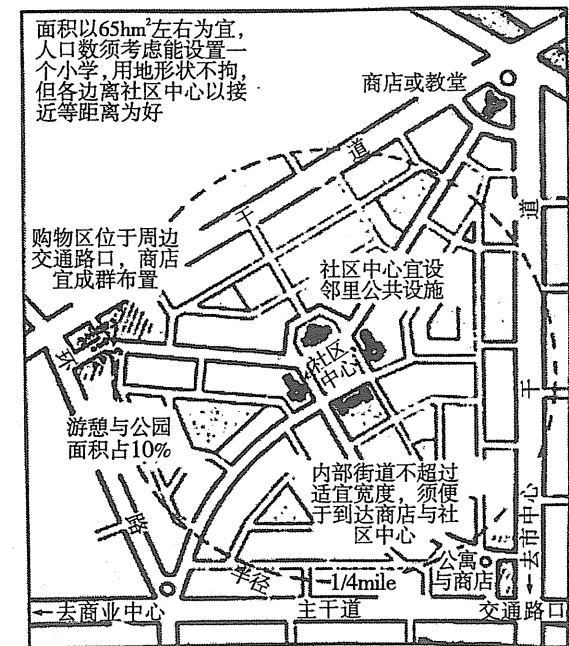 面积以65hm²左右为宜，
人口数须考虑能设置一
个小学，用地形状不拘，
但各边离社区中心以接
近等距离为好
商店或教堂
干
道
道
购物区位于周边
交通路口，商店
宜成群布置
社区中心宜设
邻里公共设施
环
社区
中心
干
游憩与公园
面积占10%
内部街道不超过
适宜宽度，须便
于到达商店与社
区中心
路
半径
1/4mile
公寓
与商店
←去市中心
←去商业中心
主干道
交通路口